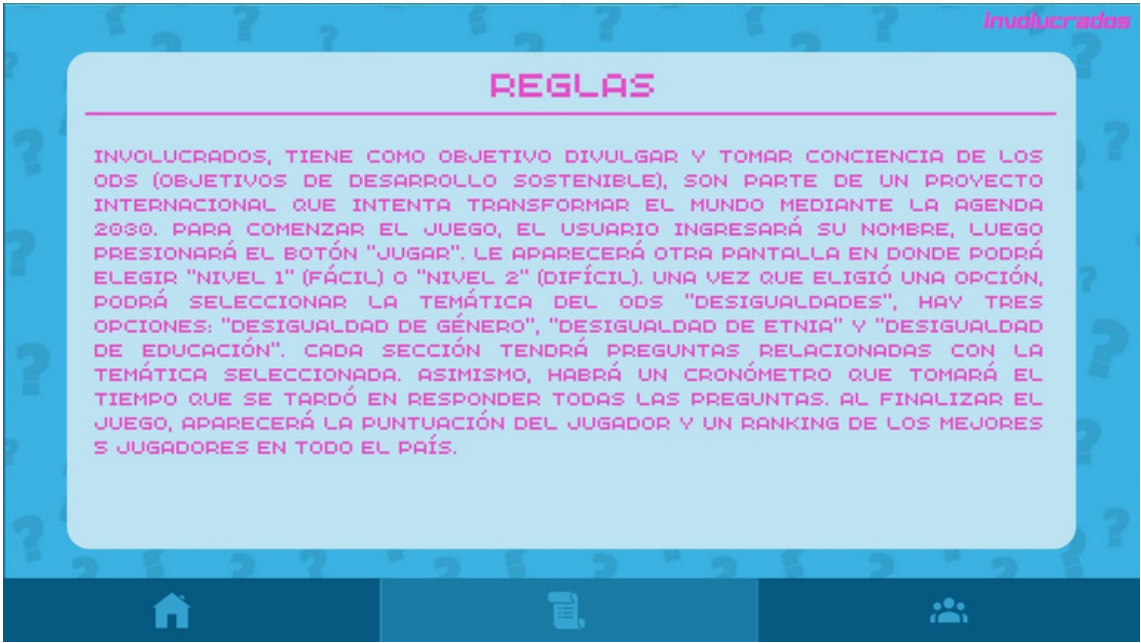 involucrados
REGLAS
INVOLUCRADOS, TIENE COMO OBJETIVO DIVULGAR Y TOMAR CONCIENCIA DE LOS
ODS (OBJETIVOS DE DESARROLLO SOSTENIBLE), SON PARTE DE UN PROYECTO
INTERNACIONAL QUE INTENTA TRANSFORMAR EL MUNDO MEDIANTE LA AGENDA
2030. PARA COMENZAR EL JUEGO, EL USUARIO INGRESARÁ SU NOMBRE, LUEGO
PRESIONARÁ EL BOTÓN "JUGAR". LE APARECERÁ OTRA PANTALLA EN DONDE PODRÁ
ELEGIR "NIVEL 1" (FÁCIL) O "NIVEL 2" (DIFÍCIL). UNA VEZ QUE ELIGIÓ UNA OPCIÓN,
PODRÁ SELECCIONAR LA TEMÁTICA DEL ODS "DESIGUALDADES", HAY TRES
OPCIONES: "DESIGUALDAD DE GÉNERO", "DESIGUALDAD DE ETNIA" Y "DESIGUALDAD
DE EDUCACIÓN". CADA SECCIÓN TENDRÁ PREGUNTAS RELACIONADAS CON LA
TEMÁTICA SELECCIONADA. ASIMISMO, HABRÁ UN CRONÓMETRO QUE TOMARÁ EL
TIEMPO QUE SE TARDÓ EN RESPONDER TODAS LAS PREGUNTAS. AL FINALIZAR EL
JUEGO, APARECERÁ LA PUNTUACIÓN DEL JUGADOR Y UN RANKING DE LOS MEJORES
5 JUGADORES EN TODO EL PAÍS.